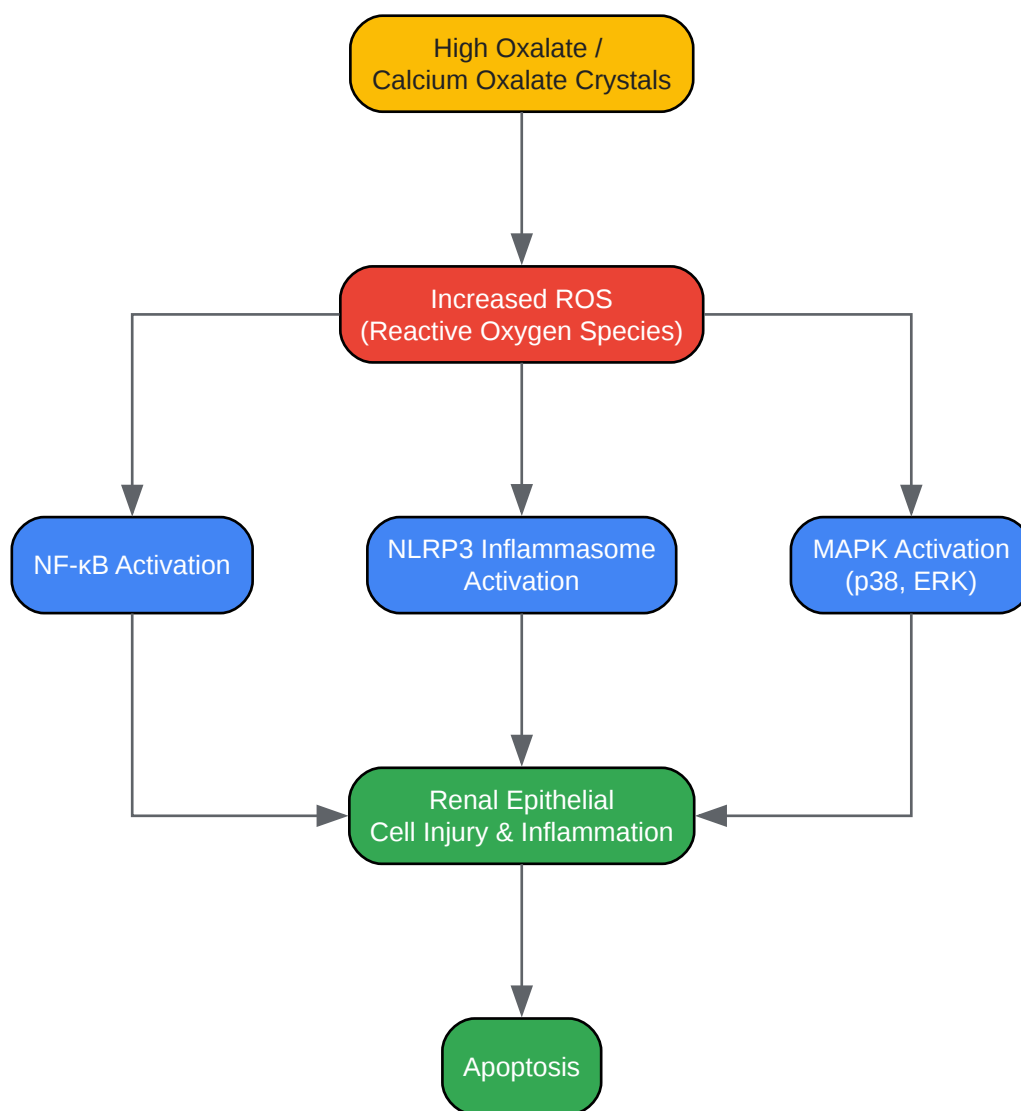 High Oxalate /
Calcium Oxalate Crystals
Increased ROS
(Reactive Oxygen Species)
NF-κB Activation
NLRP3 Inflammasome
Activation
MAPK Activation
(p38, ERK)
Renal Epithelial
Cell Injury & Inflammation
Apoptosis